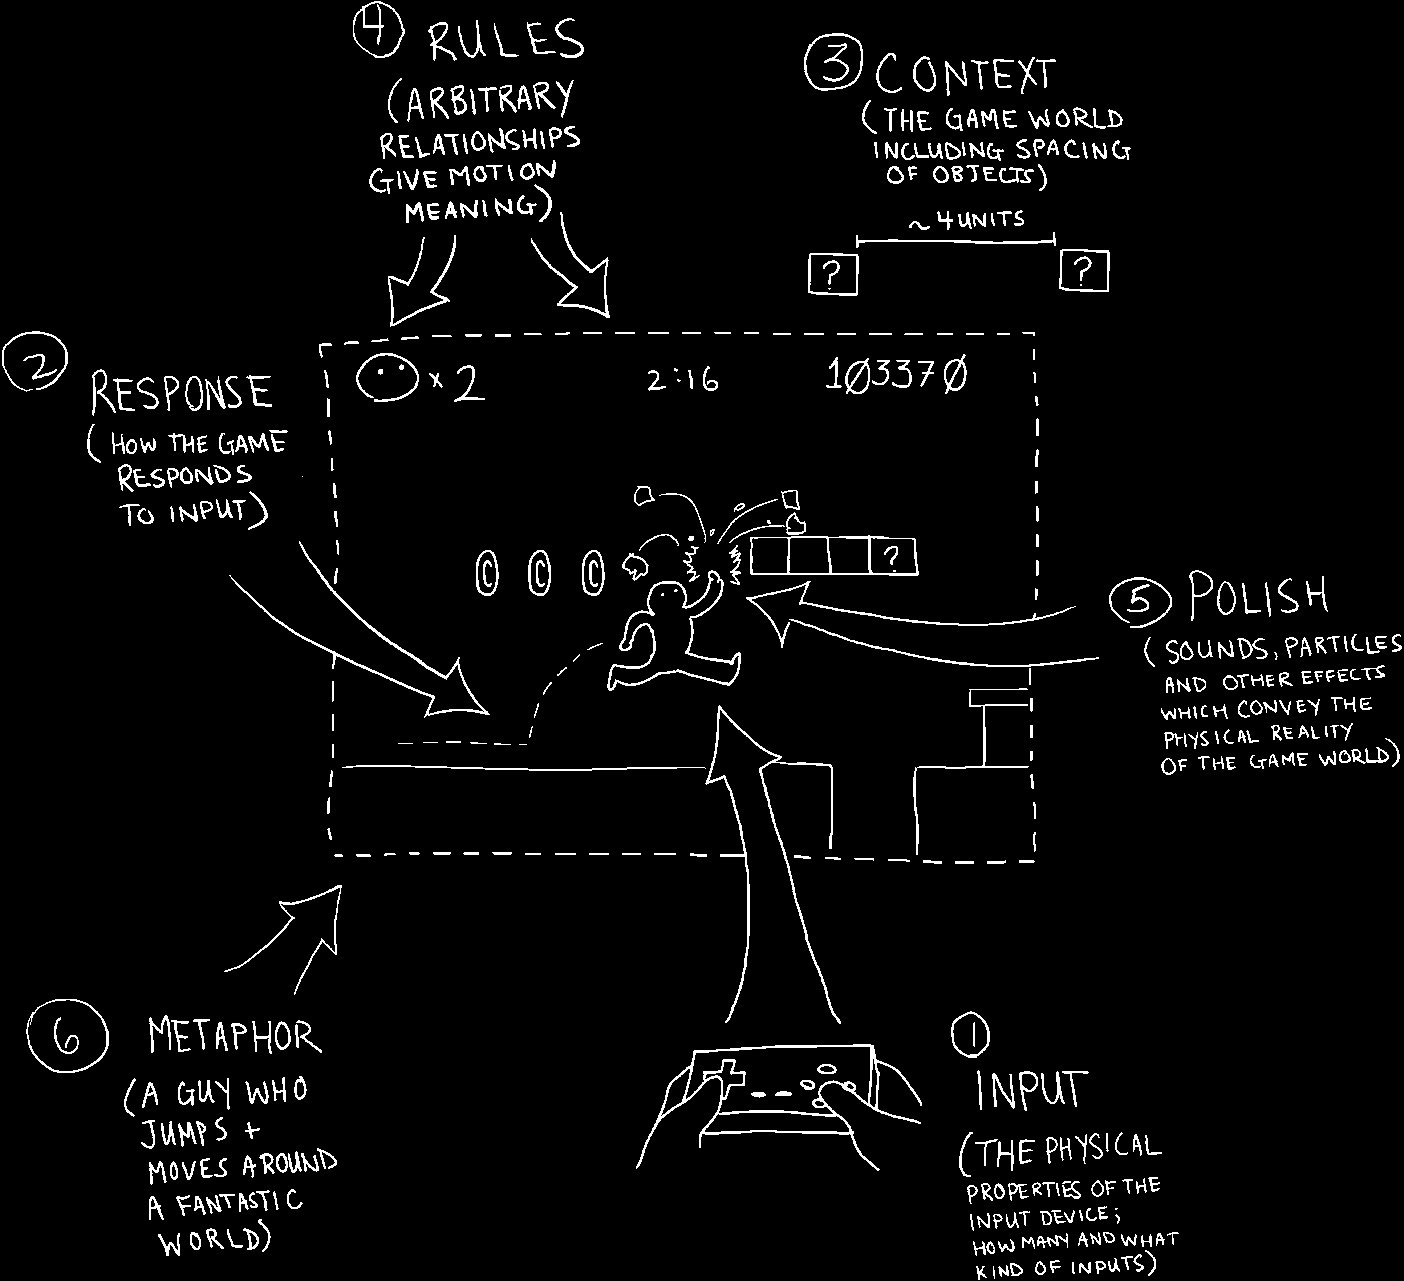 4 RULES
(ARBITRARY
RELATIONSHIPS
GIVE MOTION
MEANING)
3 CONTEXT
(THE GAME WORLD
INCLUDING SPACING
OF OBJECTS)
~4 UNITS
? ?
2 RESPONSE
(HOW THE GAME
RESPONDS
TO INPUT)
x2 2:16 103370
© © © ?
5 POLISH
(SOUNDS, PARTICLES
AND OTHER EFFECTS
WHICH CONVEY THE
PHYSICAL REALITY
OF THE GAME WORLD)
6 METAPHOR
(A GUY WHO
JUMPS +
MOVES AROUND
A FANTASTIC
WORLD)
1
INPUT
(THE PHYSICAL
PROPERTIES OF THE
INPUT DEVICE;
HOW MANY AND WHAT
KIND OF INPUTS)